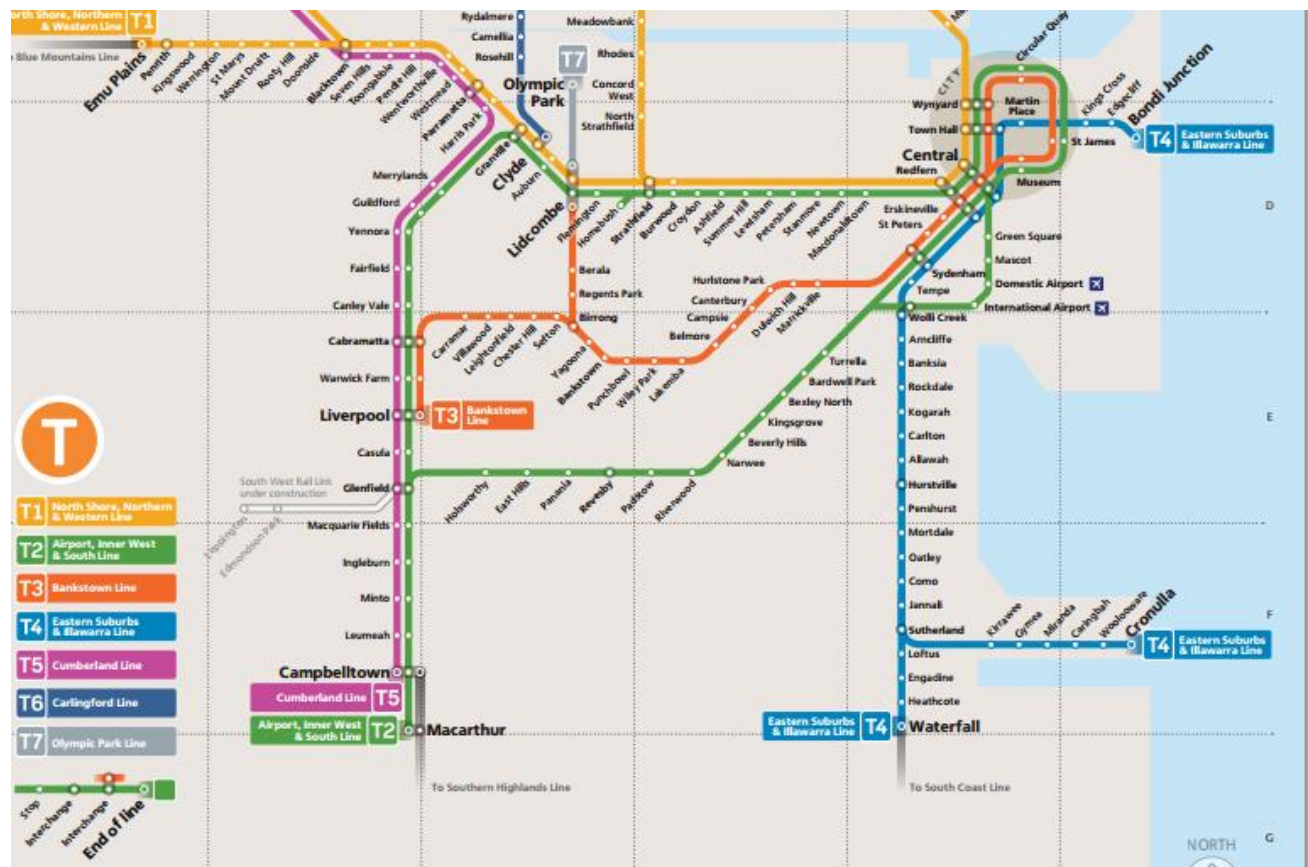 North Shore, Northern
& Western Line
T1
Blue Mountains Line
Emu Plains
Penrith
Kingswood
Werrington
St Marys
Mount Druitt
Rooty Hill
Doonside
Blacktown
Seven Hills
Toongabbie
Pendle Hill
Wentworthville
Westmead
Parramatta
Harris Park
Rydalmere
Camellia
Rosehill
T7
Olympic
Park
Meadowbank
Rhodes
Concord
West
North
Strathfield
CITY
Circular Quay
Wynyard
Martin
Place
Town Hall
Kings Cross
Edgecliff
Bondi Junction
T4
Eastern Suburbs
& Illawarra Line
St James
Central
Redfern
Museum
Merrylands
Guildford
Yennora
Fairfield
Canley Vale
Cabramatta
Warwick Farm
Liverpool
Casula
Glenfield
Macquarie Fields
Ingleburn
Minto
Leumeah
Campbelltown
Cumberland Line T5
Airport, Inner West
& South Line
T2
Macarthur
To Southern Highlands Line
Granville
Clyde
Auburn
Lidcombe
Flemington
Homebush
Strathfield
Burwood
Croydon
Ashfield
Summer Hill
Lewisham
Petersham
Stanmore
Newtown
Macdonaldtown
Erskineville
St Peters
D
Green Square
Mascot
Domestic Airport
International Airport
Sydenham
Tempe
Wolli Creek
Arncliffe
Banksia
Rockdale
Kogarah
Carlton
Allawah
Hurstville
Penshurst
Mortdale
Oatley
Como
Jannali
Sutherland
Loftus
Engadine
Heathcote
Waterfall
Eastern Suburbs
& Illawarra Line
T4
To South Coast Line
Berala
Regents Park
Birrong
Carramar
Villawood
Leightonfield
Chester Hill
Sefton
Yagoona
Bankstown
Punchbowl
Wiley Park
Lakemba
Belmore
Campsie
Canterbury
Hurlstone Park
Dulwich Hill
Marrickville
T3
Bankstown
Line
Turrella
Bardwell Park
Bexley North
Kingsgrove
Beverly Hills
Narwee
Riverwood
Padstow
Revesby
Panania
East Hills
Holsworthy
E
South West Rail Link
under construction
Leppington
Edmondson Park
Kirrawee
Gymea
Miranda
Caringbah
Woolooware
Cronulla
T4
Eastern Suburbs
& Illawarra Line
F
T
T1 North Shore, Northern
& Western Line
T2 Airport, Inner West
& South Line
T3 Bankstown Line
T4 Eastern Suburbs
& Illawarra Line
T5 Cumberland Line
T6 Carlingford Line
T7 Olympic Park Line
Stop
Interchange
Interchange
End of line
NORTH
G